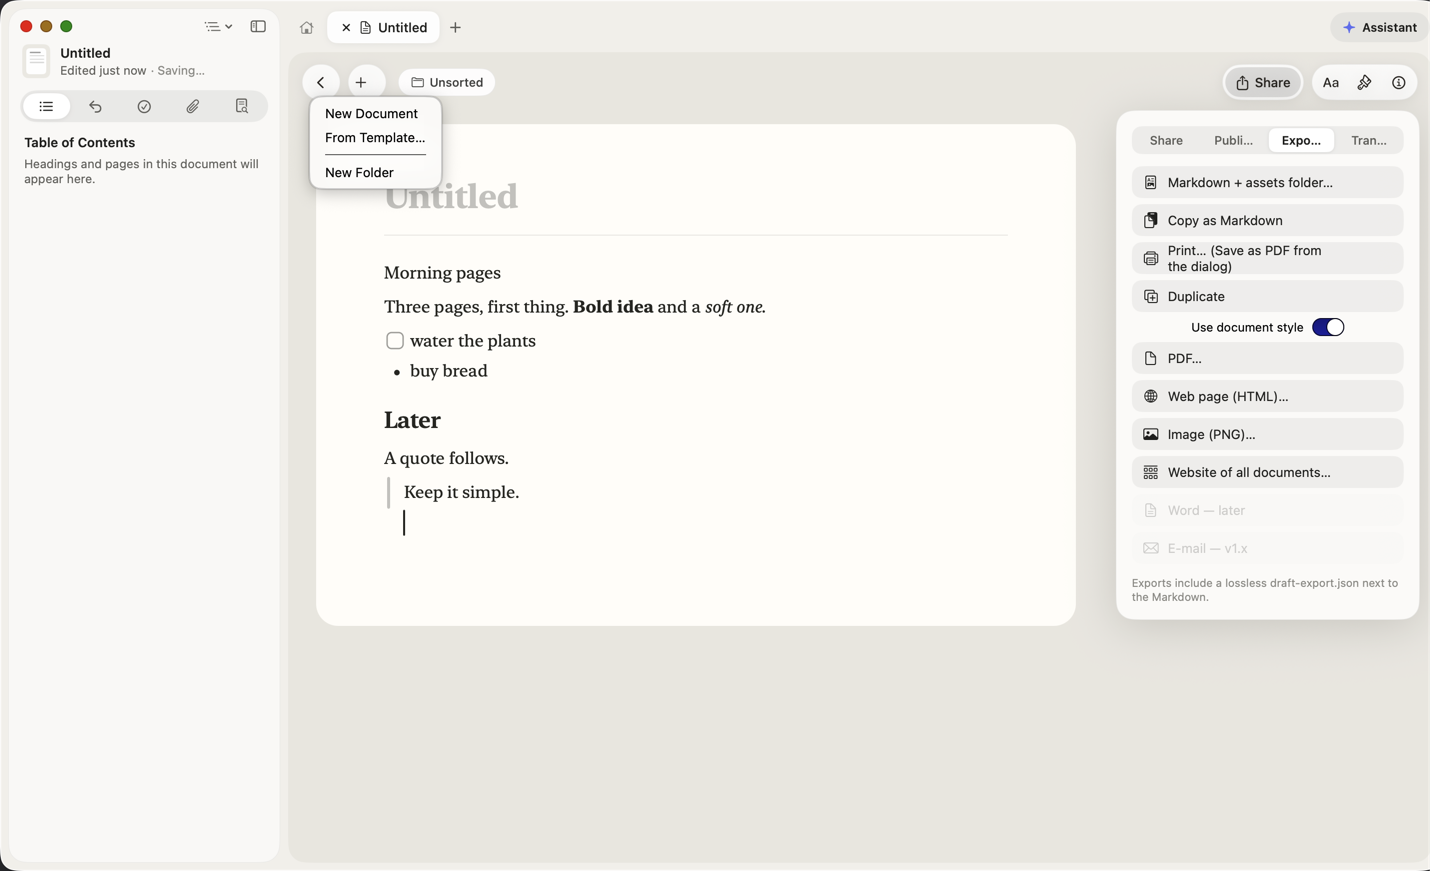 Untitled
Edited just now · Saving...
Table of Contents
Headings and pages in this document will
appear here.
Untitled
Assistant
Unsorted
Share
Aa
New Document
From Template...
New Folder
Untitled
Morning pages
Three pages, first thing. Bold idea and a soft one.
water the plants
• buy bread
Later
A quote follows.
Keep it simple.
Share
Publi...
Expo...
Tran...
Markdown + assets folder...
Copy as Markdown
Print... (Save as PDF from
the dialog)
Duplicate
Use document style
PDF...
Web page (HTML)...
Image (PNG)...
Website of all documents...
Word — later
E-mail — v1.x
Exports include a lossless draft-export.json next to
the Markdown.